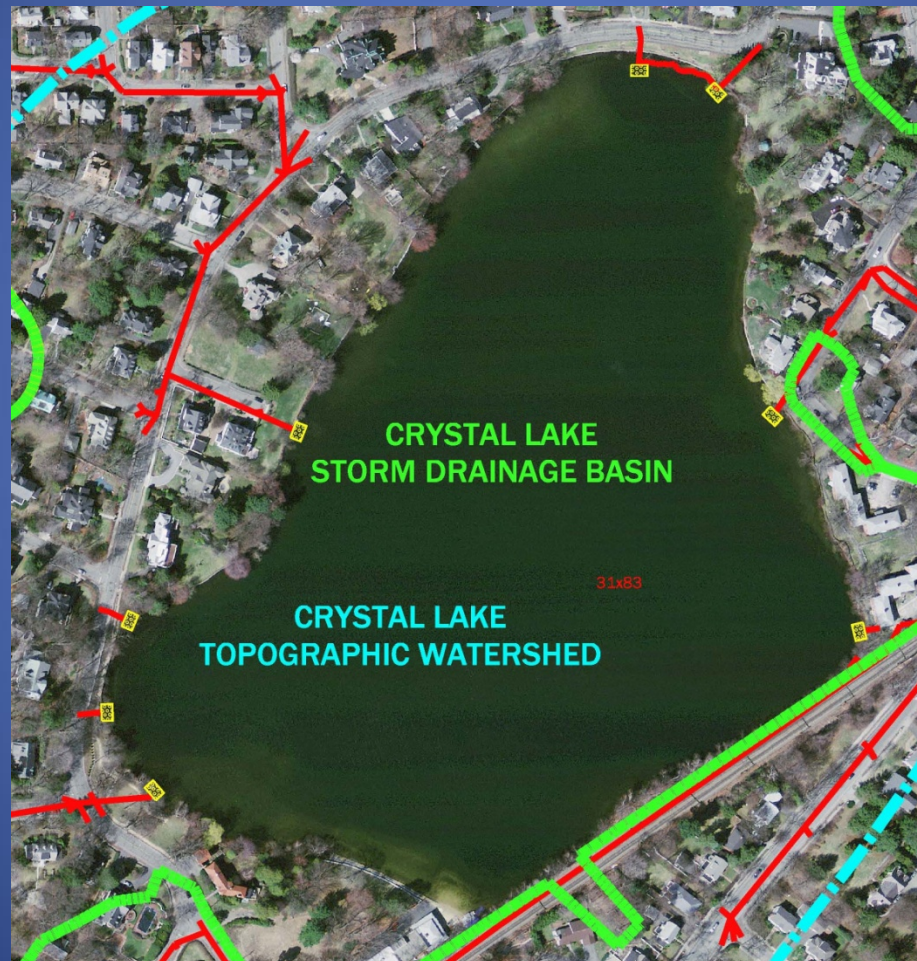 CRYSTAL LAKE
STORM DRAINAGE BASIN
31x83
CRYSTAL LAKE
TOPOGRAPHIC WATERSHED